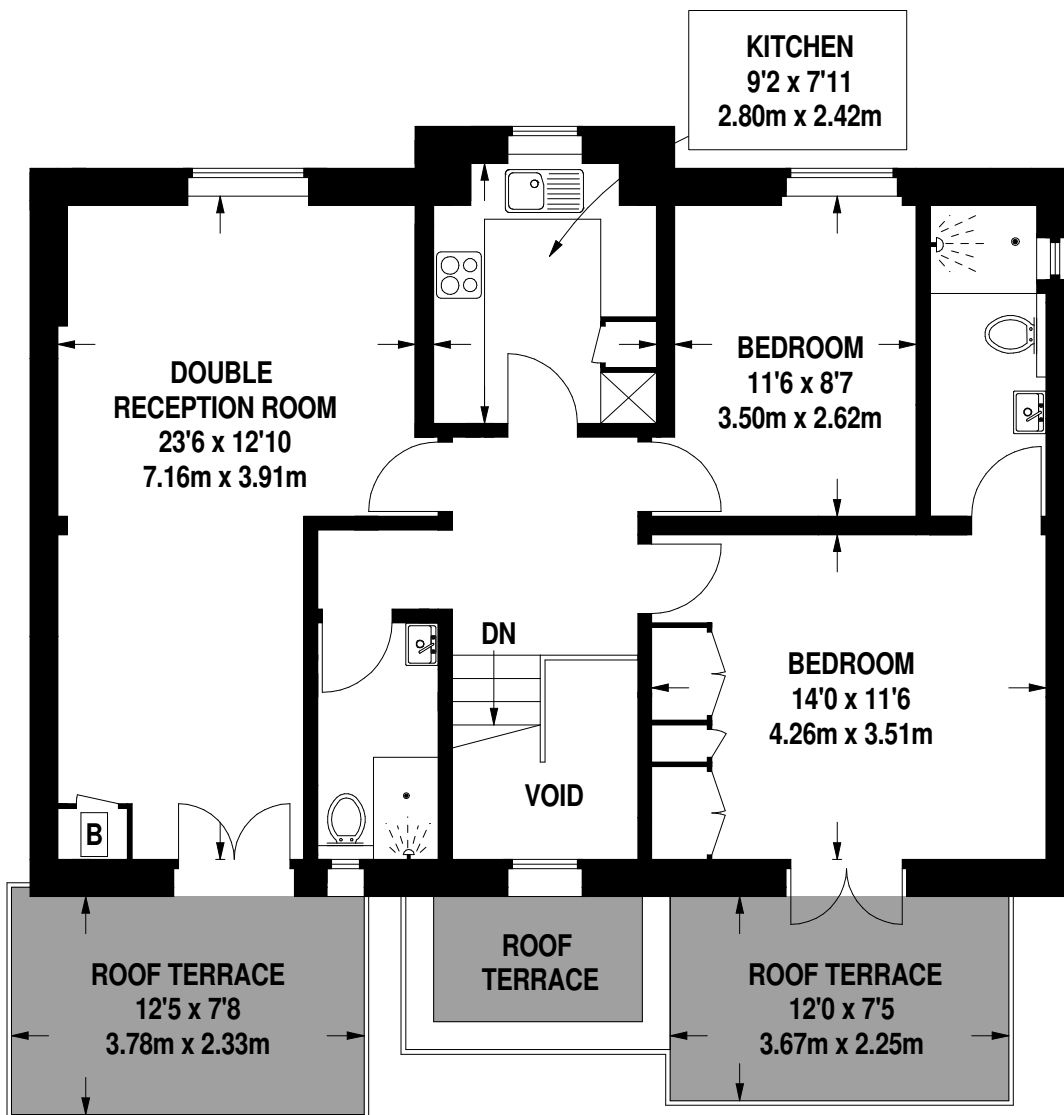 KITCHEN
9'2 x 7'11
2.80m x 2.42m
DOUBLE
RECEPTION ROOM
23'6 x 12'10
7.16m x 3.91m
BEDROOM
11'6 x 8'7
3.50m x 2.62m
DN
BEDROOM
14'0 x 11'6
4.26m x 3.51m
VOID
B
ROOF TERRACE
12'5 x 7'8
3.78m x 2.33m
ROOF
TERRACE
ROOF TERRACE
12'0 x 7'5
3.67m x 2.25m